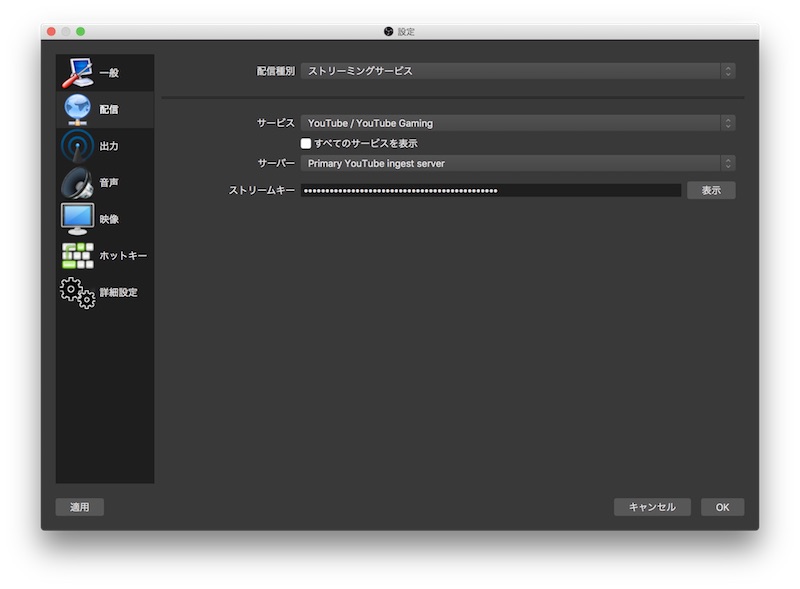 設定
一般
配信
出力
音声
映像
ホットキー
詳細設定
配信種別 ストリーミングサービス
サービス YouTube / YouTube Gaming
すべてのサービスを表示
サーバー Primary YouTube ingest server
ストリームキー •••••••••••••••••••••••••••••••••••••••••••••• 表示
適用 キャンセル OK